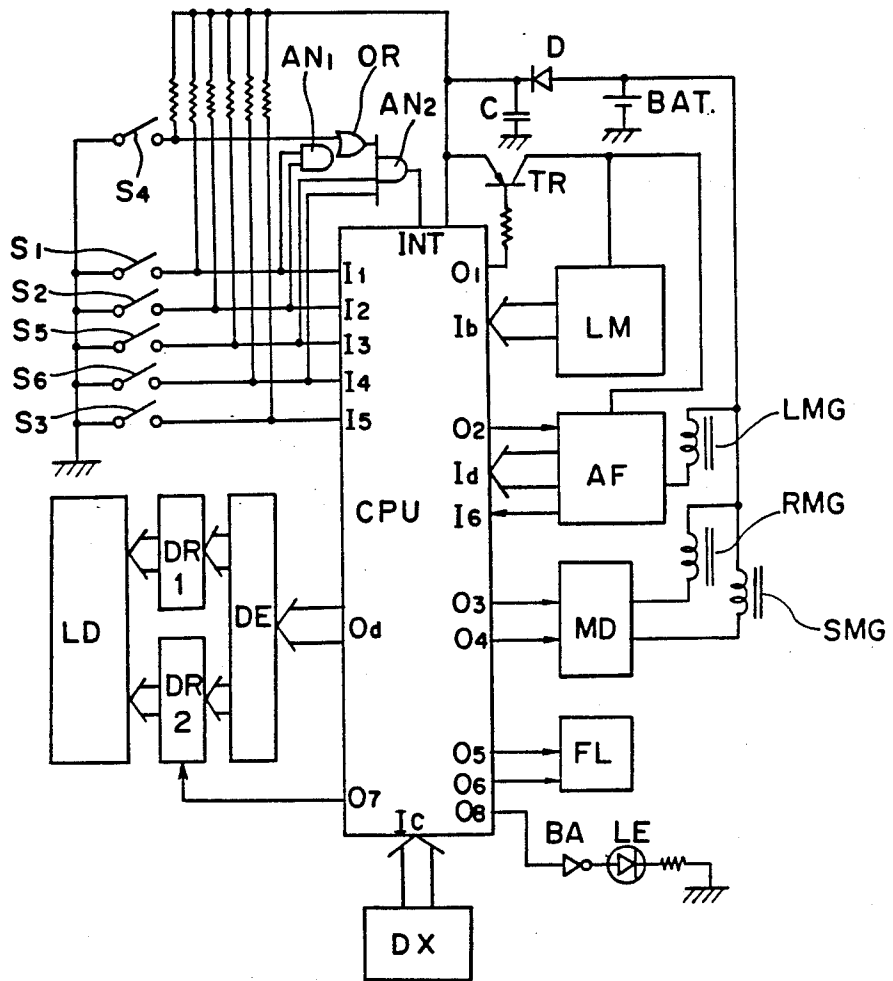 AN1
OR
AN2
D
C
BAT.
S4
TR
S1
S2
S5
S6
S3
INT
I1
I2
I3
I4
I5
O1
Ib
LM
O2
Id
I6
AF
LMG
RMG
CPU
LD
DR
1
DR
2
DE
Od
O3
O4
MD
SMG
O5
O6
FL
O7
O8
Ic
BA
LE
DX